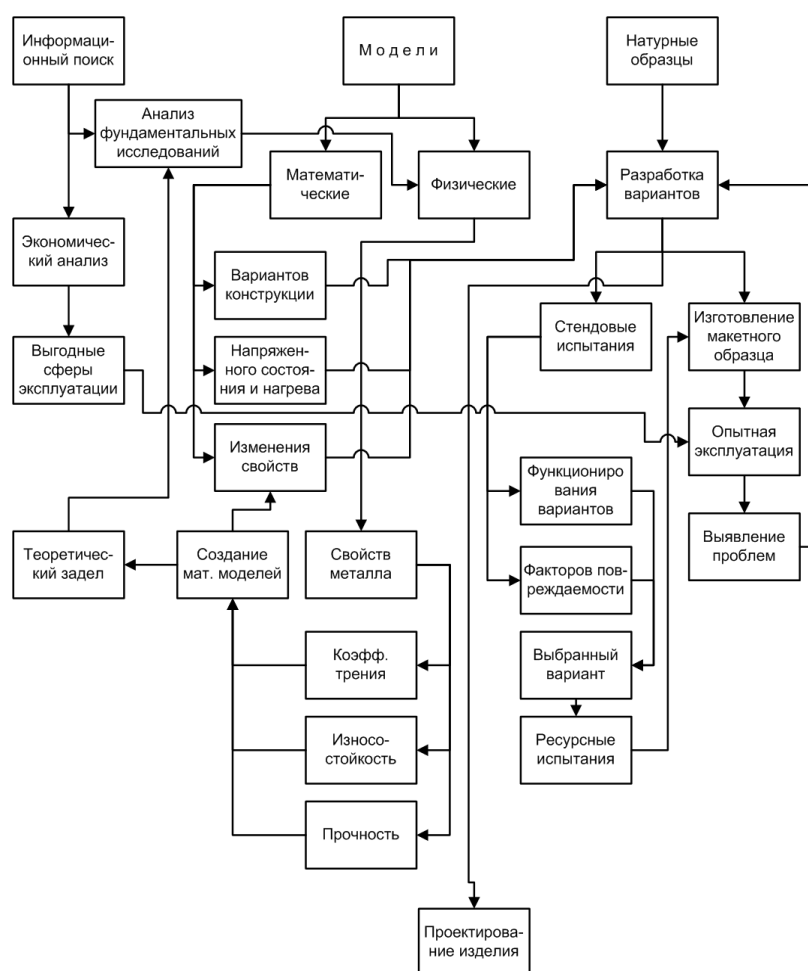 Информаци-
онный поиск
М о д е л и
Натурные
образцы
Анализ
фундаментальных
исследований
Математи-
ческие
Физические
Разработка
вариантов
Экономичес-
кий анализ
Вариантов
конструкции
Стендовые
испытания
Изготовление
макетного
образца
Выгодные
сферы
эксплуатации
Напряжен-
ного состоя-
ния и нагрева
Опытная
эксплуатация
Изменения
свойств
Функциониро
вания
вариантов
Теоретичес-
кий задел
Создание
мат. моделей
Свойств
металла
Выявление
проблем
Факторов пов-
реждаемости
Коэфф.
трения
Выбранный
вариант
Износо-
стойкость
Ресурсные
испытания
Прочность
Проектирова-
ние изделия